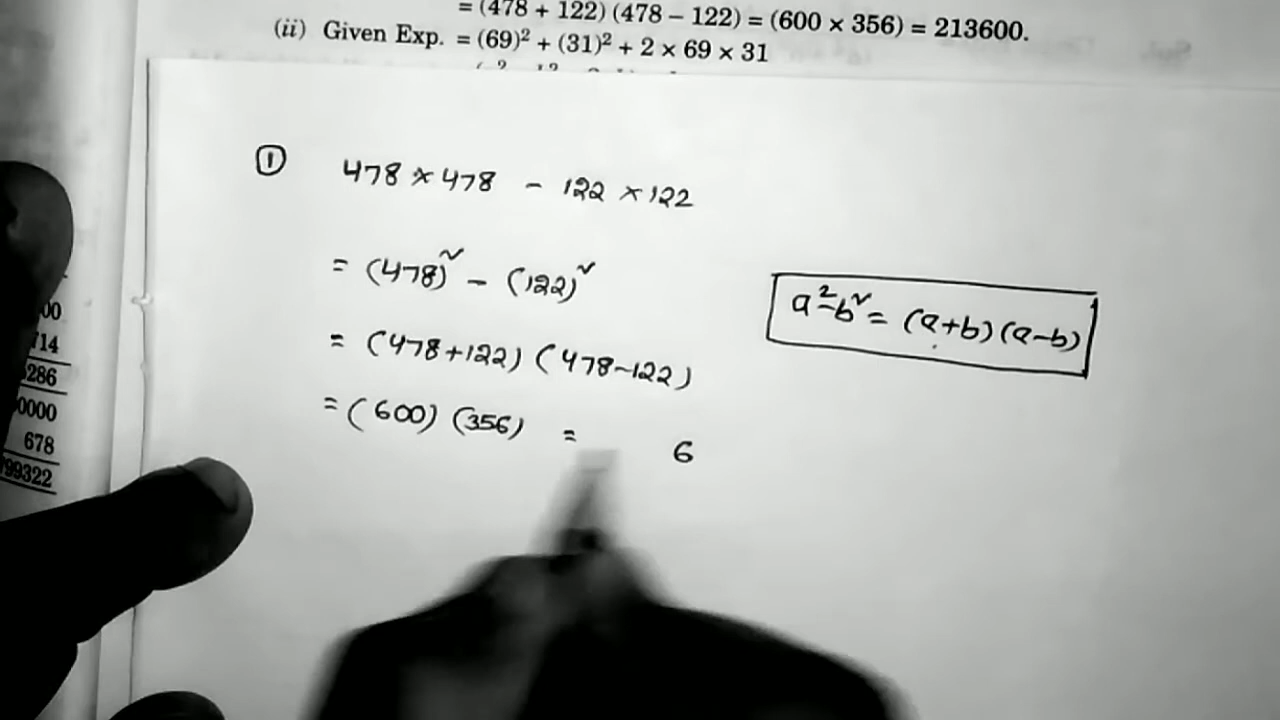 = (478 + 122) (478 – 122) = (600 × 356) = 213600.
(ii) Given Exp. = (69)² + (31)² + 2 × 69 × 31
① 478 × 478 - 122 × 122
= (478)² - (122)²
= (478+122) (478-122)
= (600) (356) = 6
a²-b² = (a+b) (a-b)
00
714
286
0000
678
99322